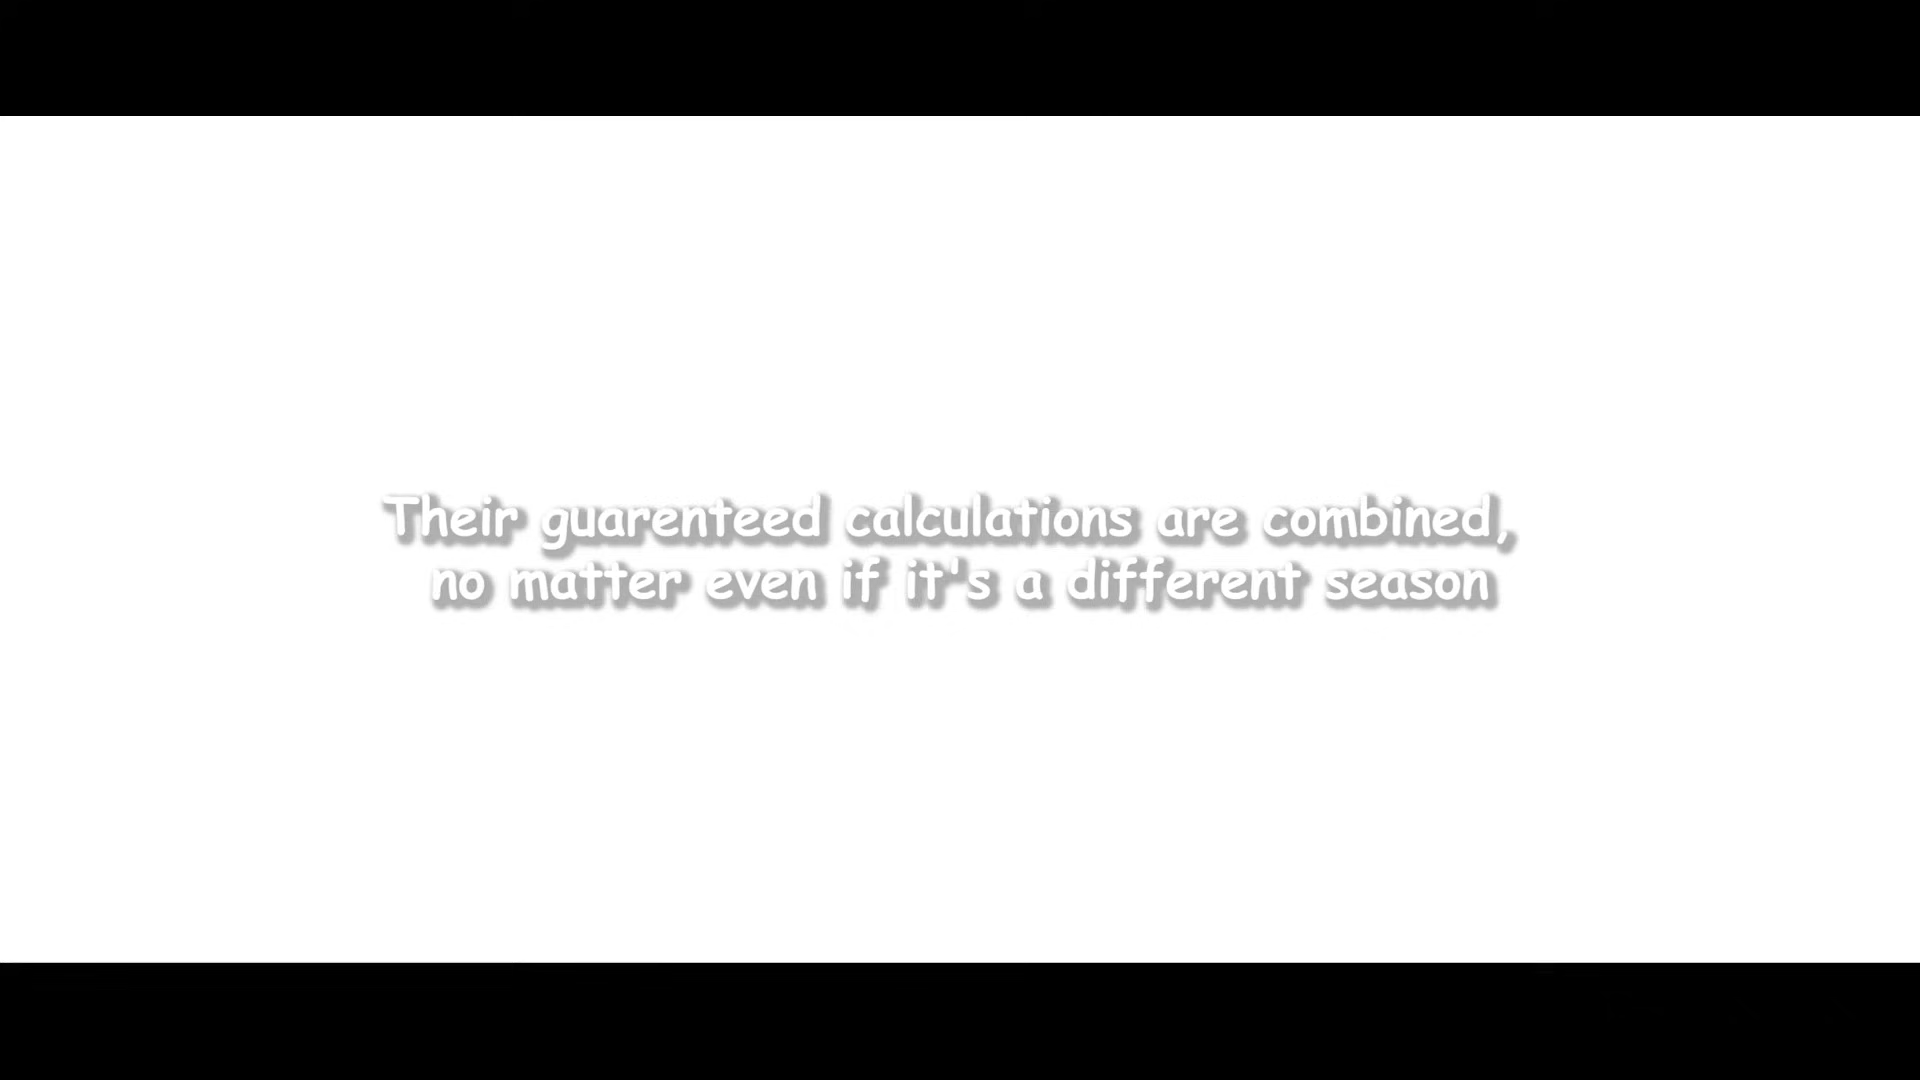 Their guarenteed calculations are combined,
no matter even if it's a different season